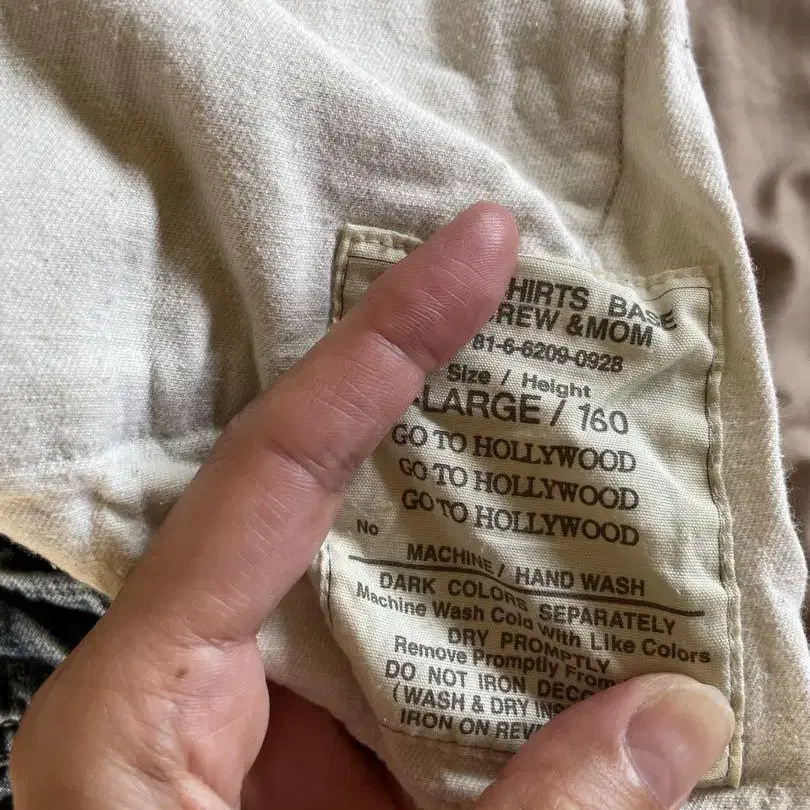 HIRTS BASE
REW &MOM
81-6-6209-0928
Size / Height
-LARGE / 160
GO TO HOLLYWOOD
GO TO HOLLYWOOD
GO TO HOLLYWOOD
No
MACHINE / HAND WASH
DARK COLORS SEPARATELY
Machine Wash Cold With Like Colors
DRY PROMPTLY
Remove Promptly From
DO NOT IRON DECO
(WASH & DRY INS
IRON ON REV